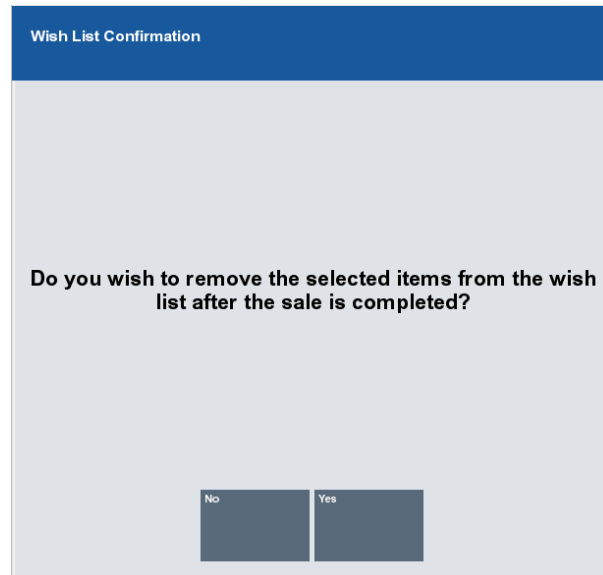 Wish List Confirmation
Do you wish to remove the selected items from the wish
list after the sale is completed?
No
Yes